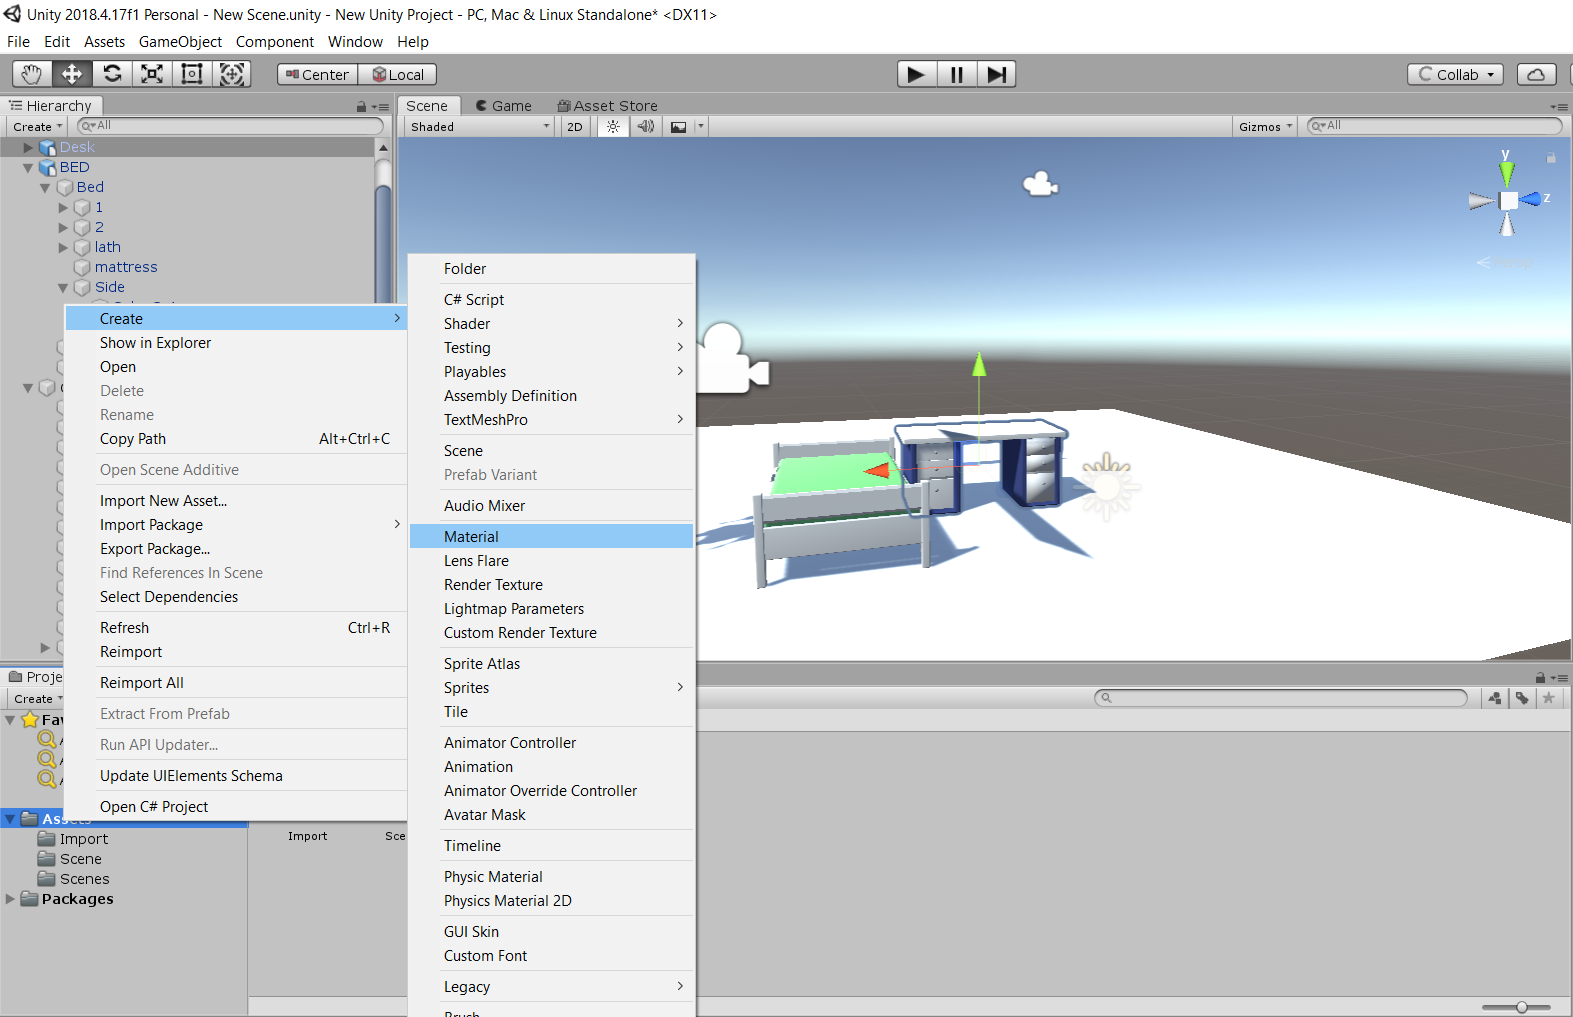 Unity 2018.4.17f1 Personal - New Scene.unity - New Unity Project - PC, Mac & Linux Standalone* <DX11>
File Edit Assets GameObject Component Window Help
Center Local Collab
Hierarchy
Create All
Desk
BED
Bed
1
2
lath
mattress
Side
Scene Game Asset Store
Shaded 2D Gizmos All
y
z
Create
Show in Explorer
Open
Delete
Rename
Copy Path Alt+Ctrl+C
Open Scene Additive
Import New Asset...
Import Package
Export Package...
Find References In Scene
Select Dependencies
Refresh Ctrl+R
Reimport
Reimport All
Extract From Prefab
Run API Updater...
Update UIElements Schema
Open C# Project
Folder
C# Script
Shader
Testing
Playables
Assembly Definition
TextMeshPro
Scene
Prefab Variant
Audio Mixer
Material
Lens Flare
Render Texture
Lightmap Parameters
Custom Render Texture
Sprite Atlas
Sprites
Tile
Animator Controller
Animation
Animator Override Controller
Avatar Mask
Timeline
Physic Material
Physics Material 2D
GUI Skin
Custom Font
Legacy
Brush
Proje
Create
Fav
Assets
Import
Scene
Scenes
Packages
Import Sce